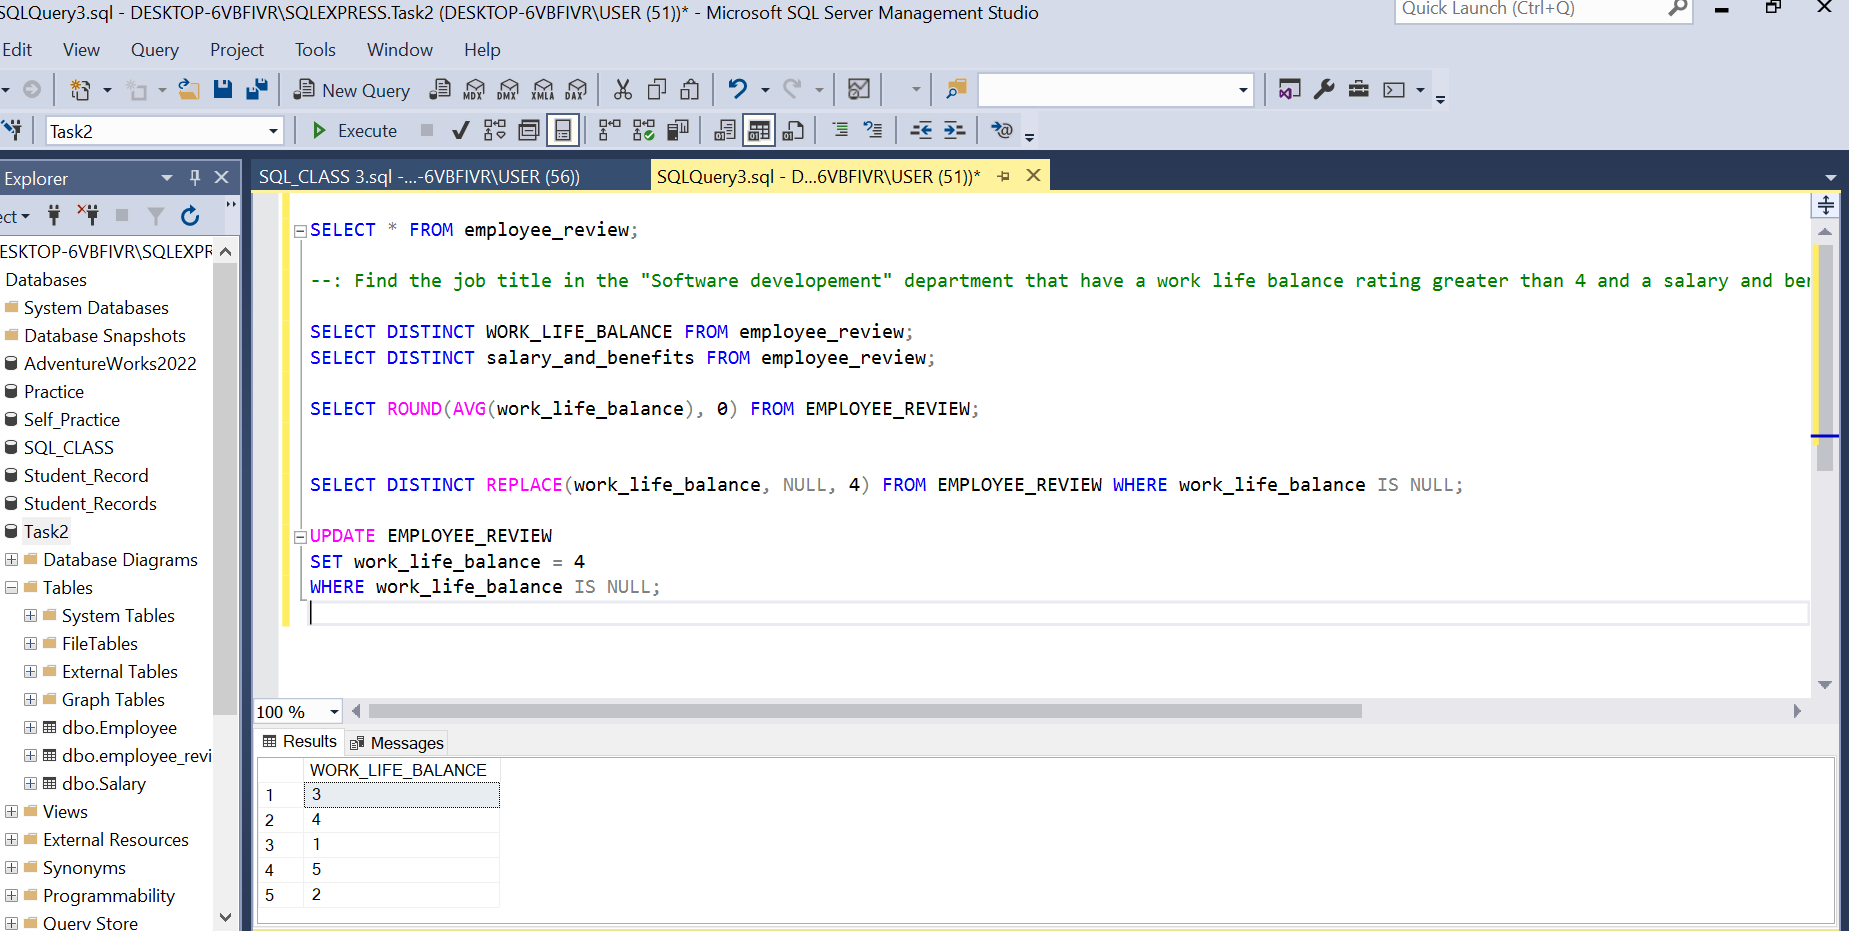 SQLQuery3.sql - DESKTOP-6VBFIVR\SQLEXPRESS.Task2 (DESKTOP-6VBFIVR\USER (51))* - Microsoft SQL Server Management Studio
Quick Launch (Ctrl+Q)
Edit View Query Project Tools Window Help
New Query MDX DMX XMLA DAX
Task2 Execute
Explorer
SQL_CLASS 3.sql -...-6VBFIVR\USER (56))
SQLQuery3.sql - D...6VBFIVR\USER (51))*
ect
ESKTOP-6VBFIVR\SQLEXPR
Databases
System Databases
Database Snapshots
AdventureWorks2022
Practice
Self_Practice
SQL_CLASS
Student_Record
Student_Records
Task2
Database Diagrams
Tables
System Tables
FileTables
External Tables
Graph Tables
dbo.Employee
dbo.employee_revi
dbo.Salary
Views
External Resources
Synonyms
Programmability
Query Store
SELECT * FROM employee_review;
--: Find the job title in the "Software developement" department that have a work life balance rating greater than 4 and a salary and ber
SELECT DISTINCT WORK_LIFE_BALANCE FROM employee_review;
SELECT DISTINCT salary_and_benefits FROM employee_review;
SELECT ROUND(AVG(work_life_balance), 0) FROM EMPLOYEE_REVIEW;
SELECT DISTINCT REPLACE(work_life_balance, NULL, 4) FROM EMPLOYEE_REVIEW WHERE work_life_balance IS NULL;
UPDATE EMPLOYEE_REVIEW
SET work_life_balance = 4
WHERE work_life_balance IS NULL;
100 %
Results Messages
WORK_LIFE_BALANCE
1 3
2 4
3 1
4 5
5 2